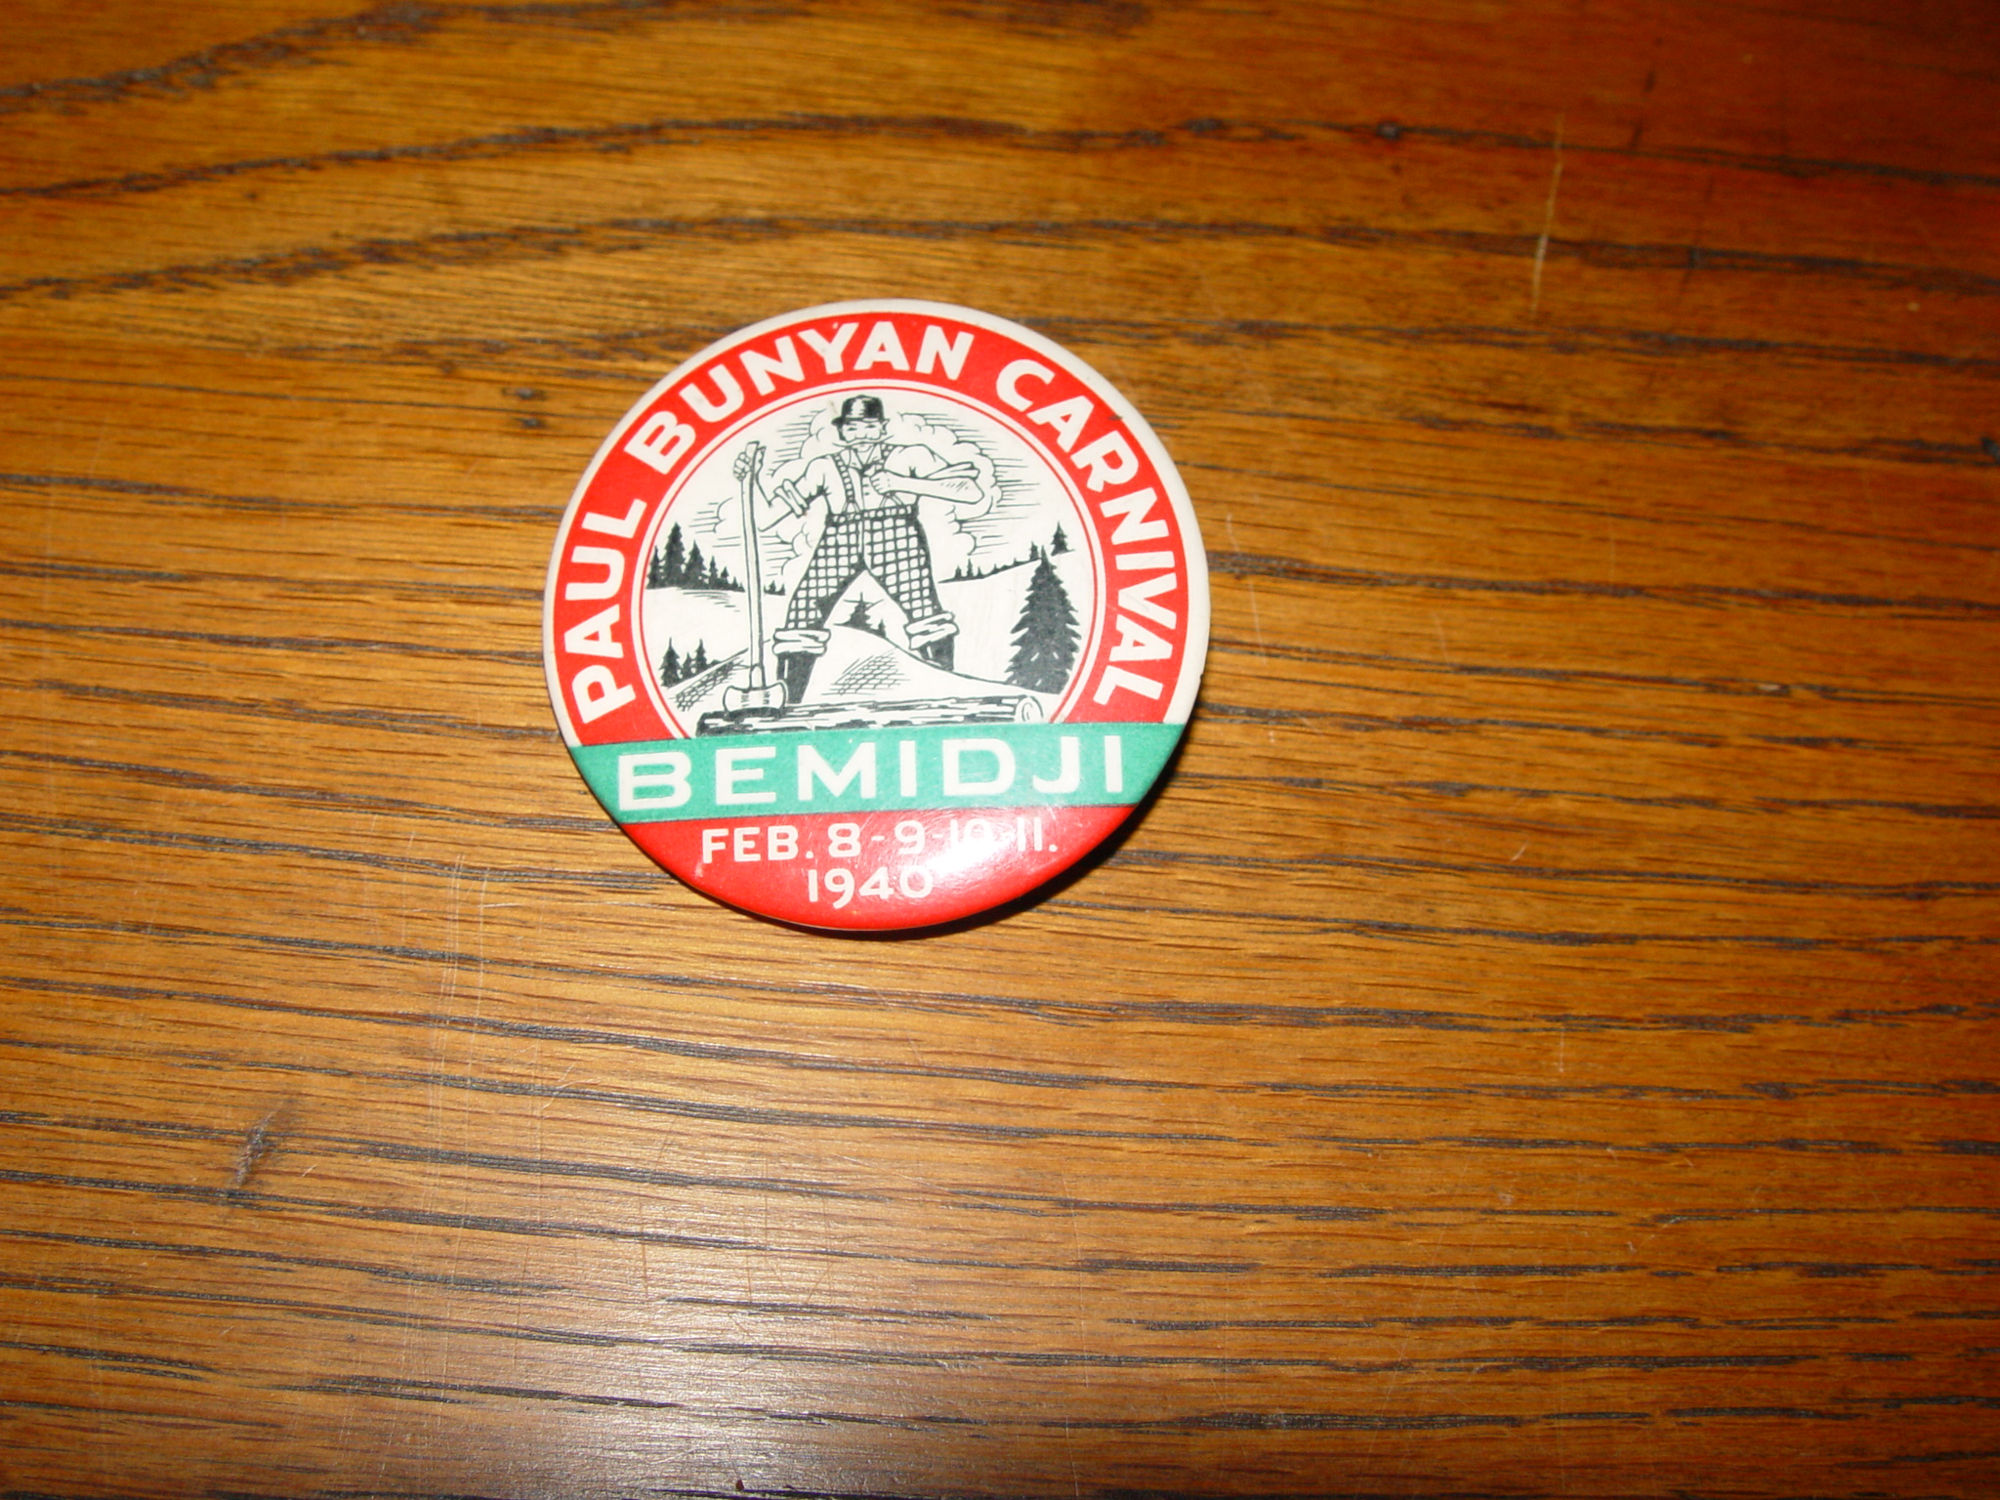 PAUL BUNYAN CARNIVAL
BEMIDJI
FEB. 8-9-10-11.
1940